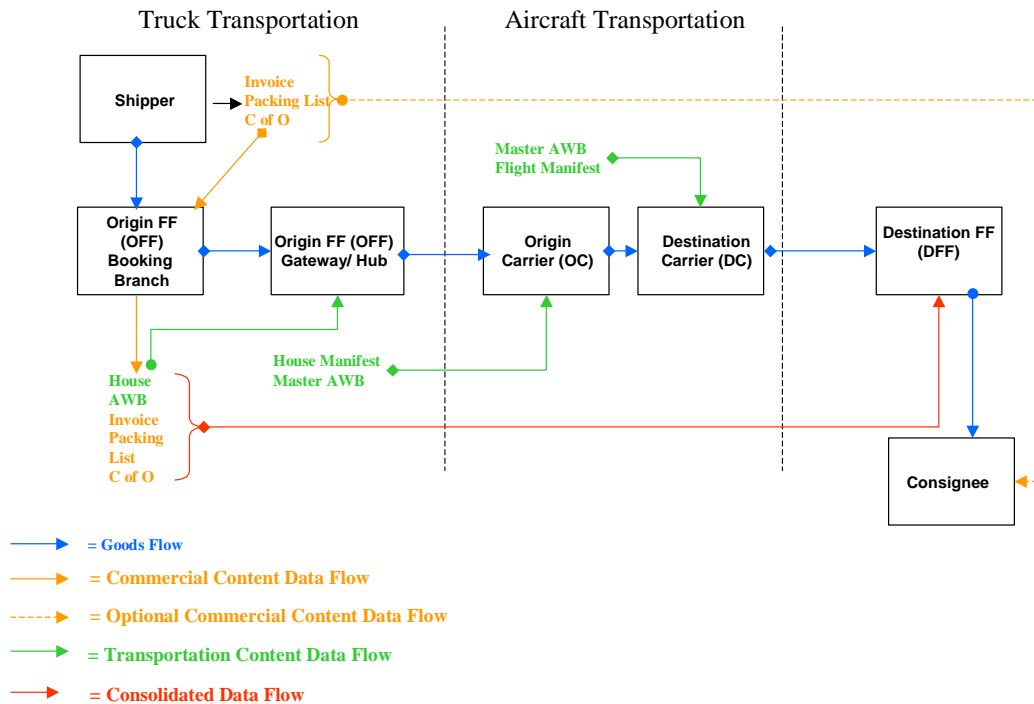 Truck Transportation
Aircraft Transportation
Shipper
Invoice
Packing List
C of O
Master AWB
Flight Manifest
Origin FF
(OFF)
Booking
Branch
Origin FF (OFF)
Gateway/ Hub
Origin
Carrier (OC)
Destination
Carrier (DC)
Destination FF
(DFF)
House Manifest
Master AWB
House
AWB
Invoice
Packing
List
C of O
Consignee
= Goods Flow
= Commercial Content Data Flow
= Optional Commercial Content Data Flow
= Transportation Content Data Flow
= Consolidated Data Flow